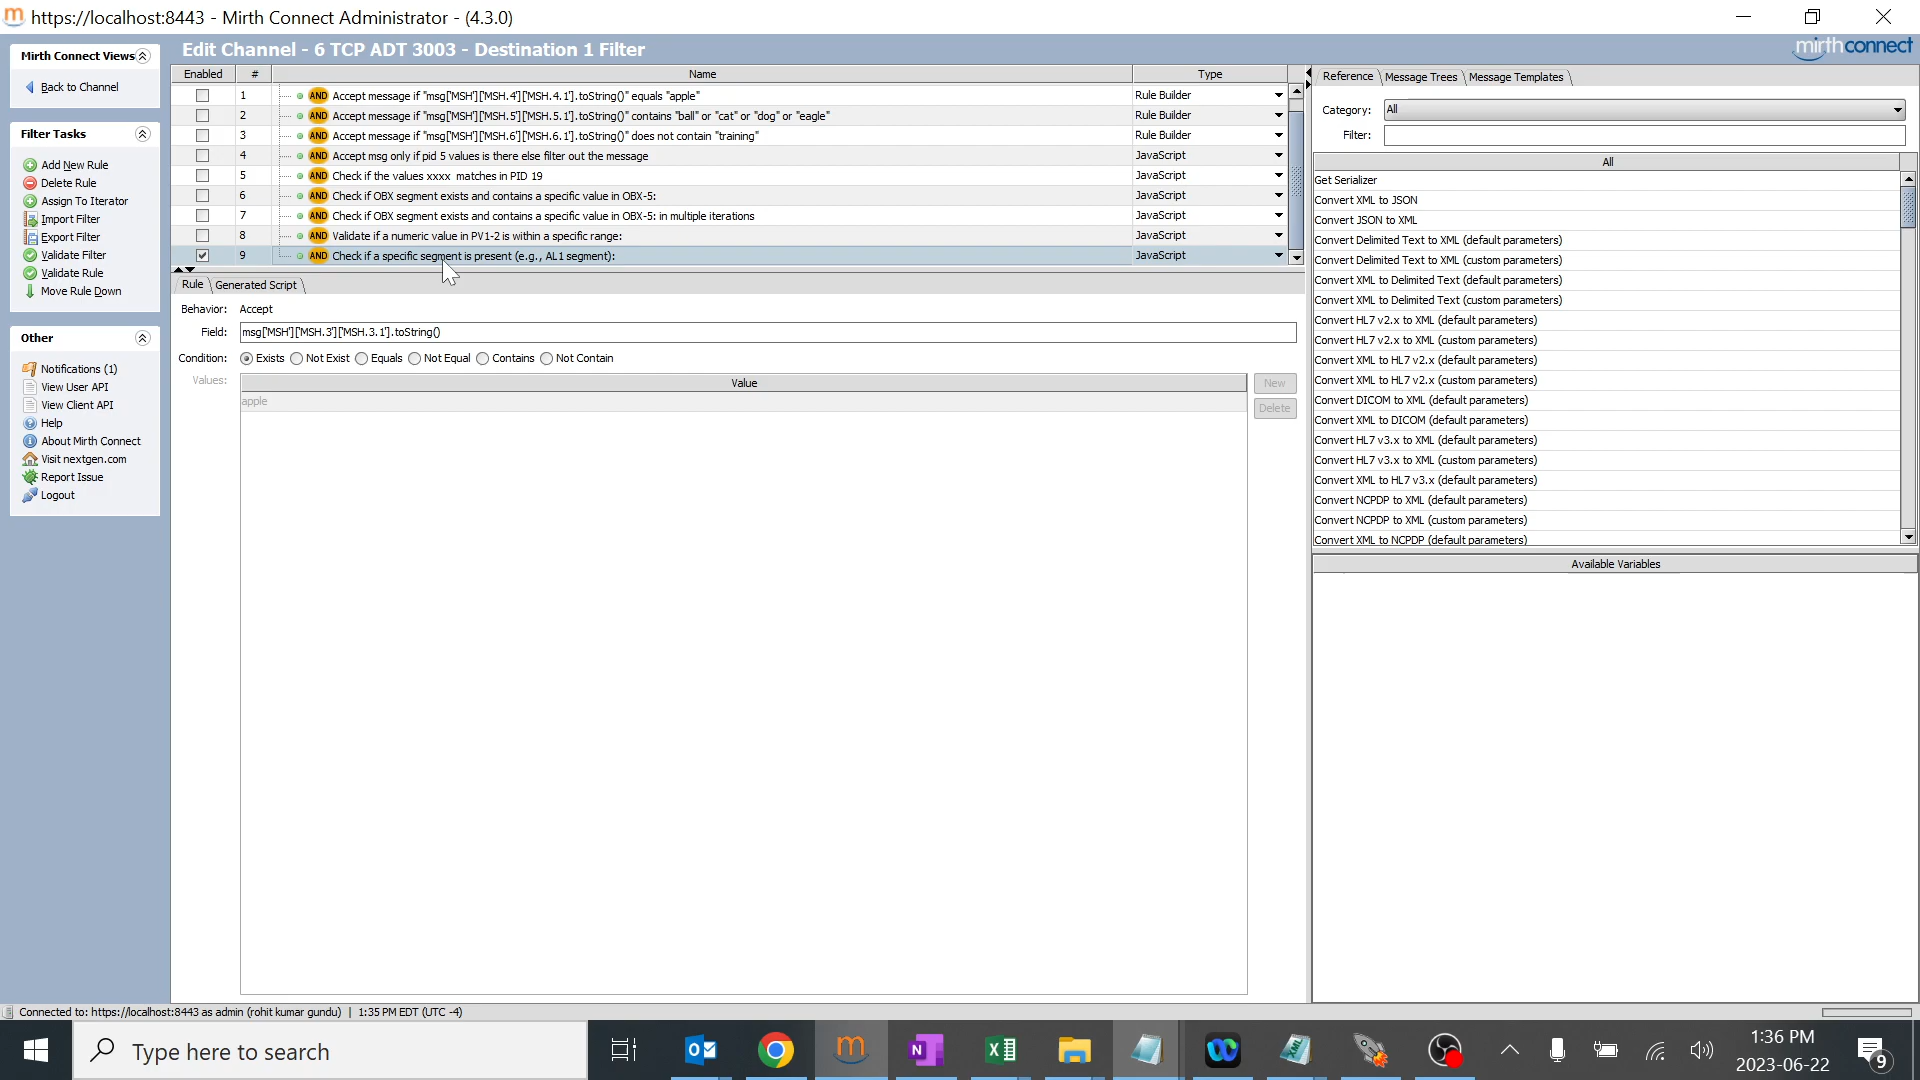 https://localhost:8443 - Mirth Connect Administrator - (4.3.0)
Mirth Connect Views
Back to Channel
Filter Tasks
Add New Rule
Delete Rule
Assign To Iterator
Import Filter
Export Filter
Validate Filter
Validate Rule
Move Rule Down
Other
Notifications (1)
View User API
View Client API
Help
About Mirth Connect
Visit nextgen.com
Report Issue
Logout
Edit Channel - 6 TCP ADT 3003 - Destination 1 Filter
mirthconnect
Enabled # Name Type
1 AND Accept message if "msg['MSH']['MSH.4']['MSH.4.1'].toString()" equals "apple" Rule Builder
2 AND Accept message if "msg['MSH']['MSH.5']['MSH.5.1'].toString()" contains "ball" or "cat" or "dog" or "eagle" Rule Builder
3 AND Accept message if "msg['MSH']['MSH.6']['MSH.6.1'].toString()" does not contain "training" Rule Builder
4 AND Accept msg only if pid 5 values is there else filter out the message JavaScript
5 AND Check if the values xxxx matches in PID 19 JavaScript
6 AND Check if OBX segment exists and contains a specific value in OBX-5: JavaScript
7 AND Check if OBX segment exists and contains a specific value in OBX-5: in multiple iterations JavaScript
8 AND Validate if a numeric value in PV1-2 is within a specific range: JavaScript
9 AND Check if a specific segment is present (e.g., AL1 segment): JavaScript
Rule Generated Script
Behavior: Accept
Field: msg['MSH']['MSH.3']['MSH.3.1'].toString()
Condition: Exists Not Exist Equals Not Equal Contains Not Contain
Values: Value New
apple Delete
Reference Message Trees Message Templates
Category: All
Filter:
All
Get Serializer
Convert XML to JSON
Convert JSON to XML
Convert Delimited Text to XML (default parameters)
Convert Delimited Text to XML (custom parameters)
Convert XML to Delimited Text (default parameters)
Convert XML to Delimited Text (custom parameters)
Convert HL7 v2.x to XML (default parameters)
Convert HL7 v2.x to XML (custom parameters)
Convert XML to HL7 v2.x (default parameters)
Convert XML to HL7 v2.x (custom parameters)
Convert DICOM to XML (default parameters)
Convert XML to DICOM (default parameters)
Convert HL7 v3.x to XML (default parameters)
Convert HL7 v3.x to XML (custom parameters)
Convert XML to HL7 v3.x (default parameters)
Convert NCPDP to XML (default parameters)
Convert NCPDP to XML (custom parameters)
Convert XML to NCPDP (default parameters)
Available Variables
Connected to: https://localhost:8443 as admin (rohit kumar gundu) | 1:35 PM EDT (UTC -4)
Type here to search
1:36 PM
2023-06-22
9